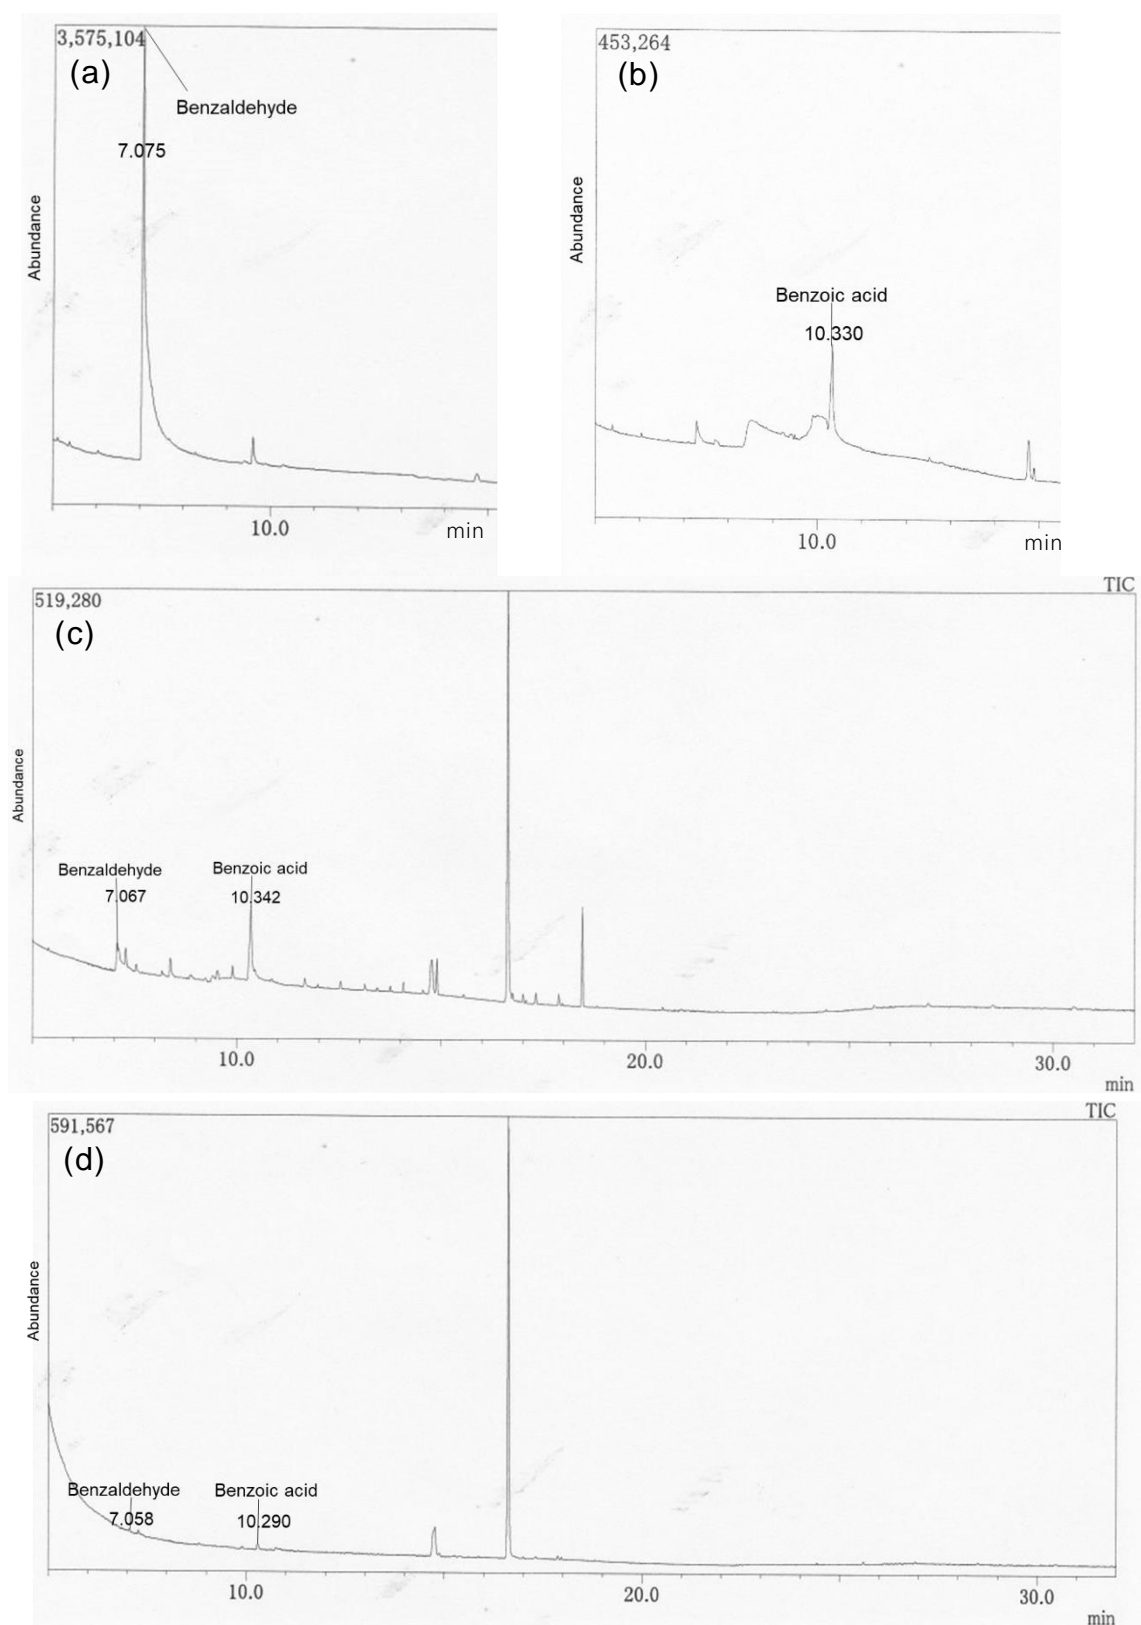 3,575,104
(a)
Benzaldehyde
7.075
Abundance
10.0
min
453,264
(b)
Benzoic acid
10.330
Abundance
10.0
min
TIC
519,280
(c)
Abundance
Benzaldehyde
7.067
Benzoic acid
10.342
10.0
20.0
30.0
min
TIC
591,567
(d)
Abundance
Benzaldehyde
7.058
Benzoic acid
10.290
10.0
20.0
30.0
min